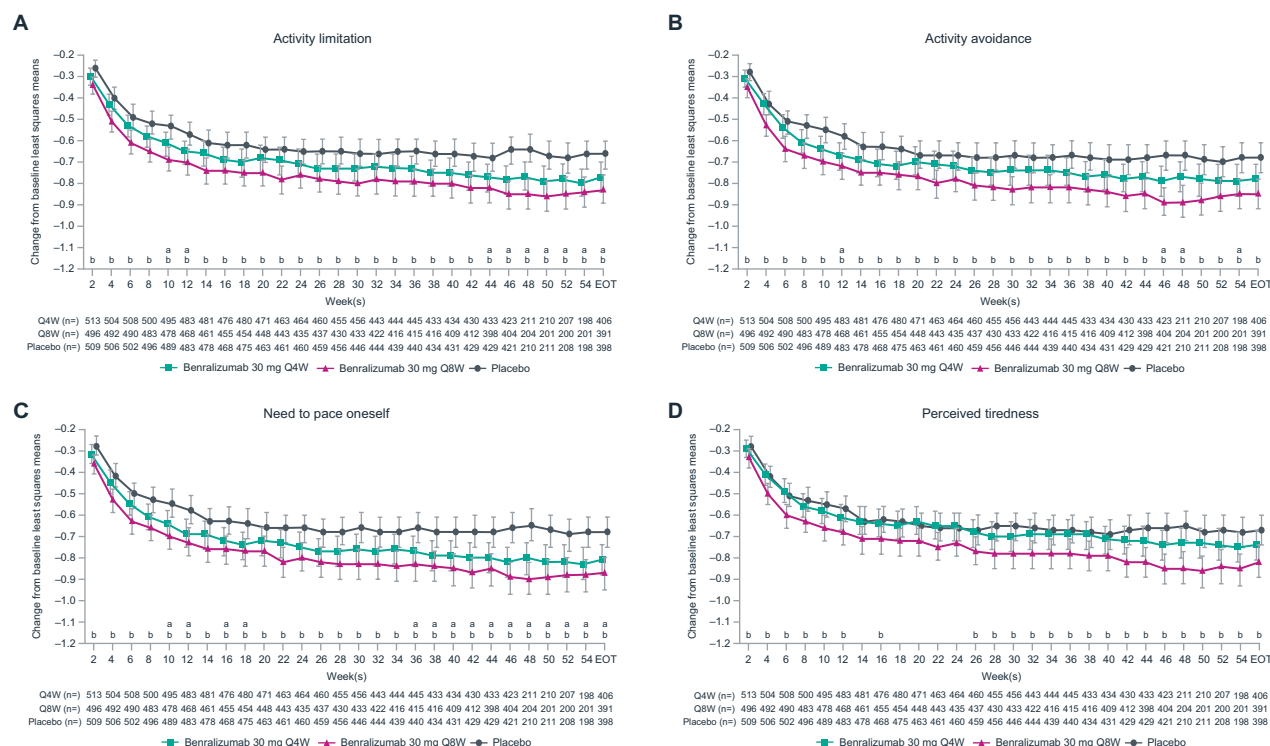 A
Activity limitation
Change from baseline least squares means
–0.2
–0.3
–0.4
–0.5
–0.6
–0.7
–0.8
–0.9
–1.0
–1.1
–1.2
a a a a a a a a a
b b b b b b b b b b b b b b b b b b b b b b b b b b b b
2 4 6 8 10 12 14 16 18 20 22 24 26 28 30 32 34 36 38 40 42 44 46 48 50 52 54 EOT
Week(s)
Q4W (n=) 513 504 508 500 495 483 481 476 480 471 463 464 460 455 456 443 444 445 433 434 430 433 423 211 210 207 198 406
Q8W (n=) 496 492 490 483 478 468 461 455 454 448 443 435 437 430 433 422 416 415 416 409 412 398 404 204 201 200 201 391
Placebo (n=) 509 506 502 496 489 483 478 468 475 463 461 460 459 456 446 444 439 440 434 431 429 429 421 210 211 208 198 398
Benralizumab 30 mg Q4W Benralizumab 30 mg Q8W Placebo
B
Activity avoidance
Change from baseline least squares means
–0.2
–0.3
–0.4
–0.5
–0.6
–0.7
–0.8
–0.9
–1.0
–1.1
–1.2
a a a a
b b b b b b b b b b b b b b b b b b b b b b b b b b b b
2 4 6 8 10 12 14 16 18 20 22 24 26 28 30 32 34 36 38 40 42 44 46 48 50 52 54 EOT
Week(s)
Q4W (n=) 513 504 508 500 495 483 481 476 480 471 463 464 460 455 456 443 444 445 433 434 430 433 423 211 210 207 198 406
Q8W (n=) 496 492 490 483 478 468 461 455 454 448 443 435 437 430 433 422 416 415 416 409 412 398 404 204 201 200 201 391
Placebo (n=) 509 506 502 496 489 483 478 468 475 463 461 460 459 456 446 444 439 440 434 431 429 429 421 210 211 208 198 398
Benralizumab 30 mg Q4W Benralizumab 30 mg Q8W Placebo
C
Need to pace oneself
Change from baseline least squares means
–0.2
–0.3
–0.4
–0.5
–0.6
–0.7
–0.8
–0.9
–1.0
–1.1
–1.2
a a a a a a a a a a a a a a a
b b b b b b b b b b b b b b b b b b b b b b b b b b b b
2 4 6 8 10 12 14 16 18 20 22 24 26 28 30 32 34 36 38 40 42 44 46 48 50 52 54 EOT
Week(s)
Q4W (n=) 513 504 508 500 495 483 481 476 480 471 463 464 460 455 456 443 444 445 433 434 430 433 423 211 210 207 198 406
Q8W (n=) 496 492 490 483 478 468 461 455 454 448 443 435 437 430 433 422 416 415 416 409 412 398 404 204 201 200 201 391
Placebo (n=) 509 506 502 496 489 483 478 468 475 463 461 460 459 456 446 444 439 440 434 431 429 429 421 210 211 208 198 398
Benralizumab 30 mg Q4W Benralizumab 30 mg Q8W Placebo
D
Perceived tiredness
Change from baseline least squares means
–0.2
–0.3
–0.4
–0.5
–0.6
–0.7
–0.8
–0.9
–1.0
–1.1
–1.2
b b b b b b b b b b b b b b b b b b b b b b b
2 4 6 8 10 12 14 16 18 20 22 24 26 28 30 32 34 36 38 40 42 44 46 48 50 52 54 EOT
Week(s)
Q4W (n=) 513 504 508 500 495 483 481 476 480 471 463 464 460 455 456 443 444 445 433 434 430 433 423 211 210 207 198 406
Q8W (n=) 496 492 490 483 478 468 461 455 454 448 443 435 437 430 433 422 416 415 416 409 412 398 404 204 201 200 201 391
Placebo (n=) 509 506 502 496 489 483 478 468 475 463 461 460 459 456 446 444 439 440 434 431 429 429 421 210 211 208 198 398
Benralizumab 30 mg Q4W Benralizumab 30 mg Q8W Placebo